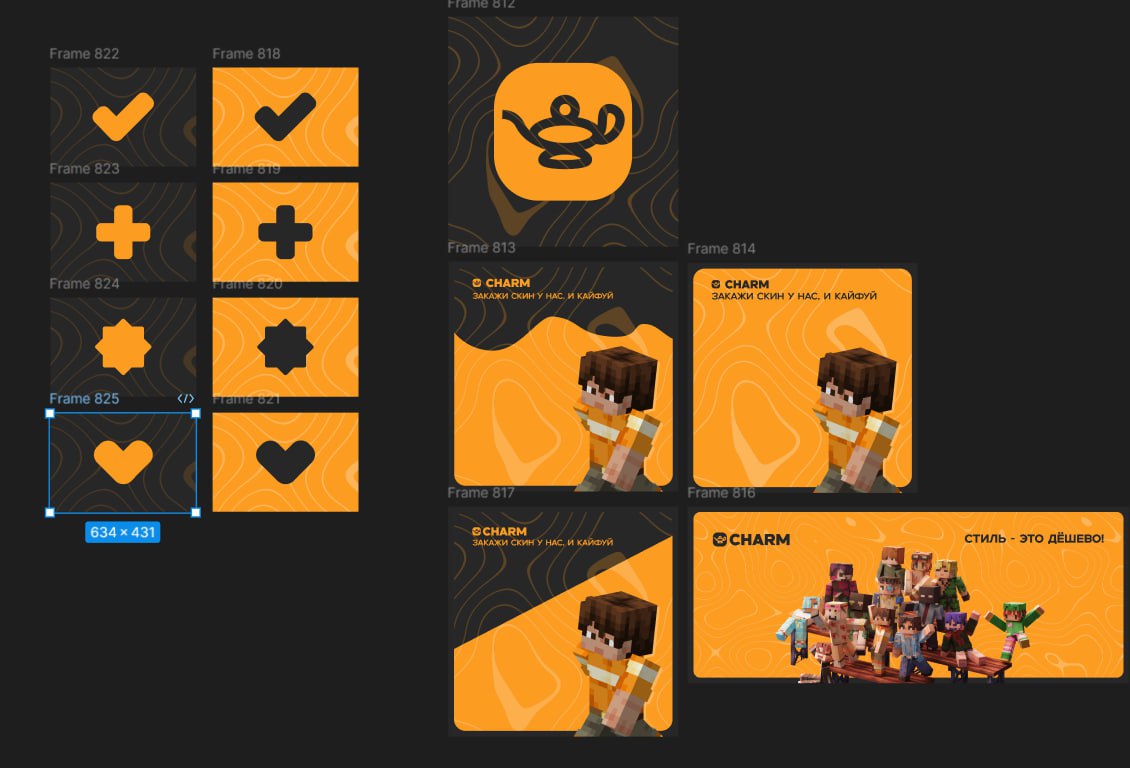 Frame 812
Frame 822
Frame 818
Frame 823
Frame 819
Frame 813
Frame 814
CHARM
ЗАКАЖИ СКИН У НАС, И КАЙФУЙ
CHARM
ЗАКАЖИ СКИН У НАС, И КАЙФУЙ
Frame 824
Frame 820
Frame 825
</>
Frame 821
634 × 431
Frame 817
Frame 816
CHARM
ЗАКАЖИ СКИН У НАС, И КАЙФУЙ
CHARM
СТИЛЬ - ЭТО ДЁШЕВО!